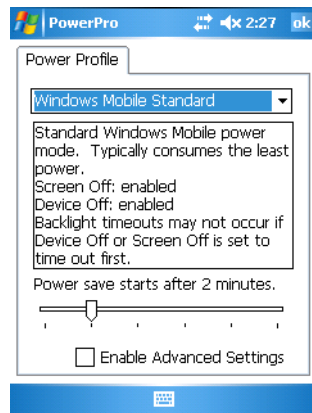 PowerPro 2:27 ok
Power Profile
Windows Mobile Standard
Standard Windows Mobile power
mode. Typically consumes the least
power.
Screen Off: enabled
Device Off: enabled
Backlight timeouts may not occur if
Device Off or Screen Off is set to
time out first.
Power save starts after 2 minutes.
Enable Advanced Settings